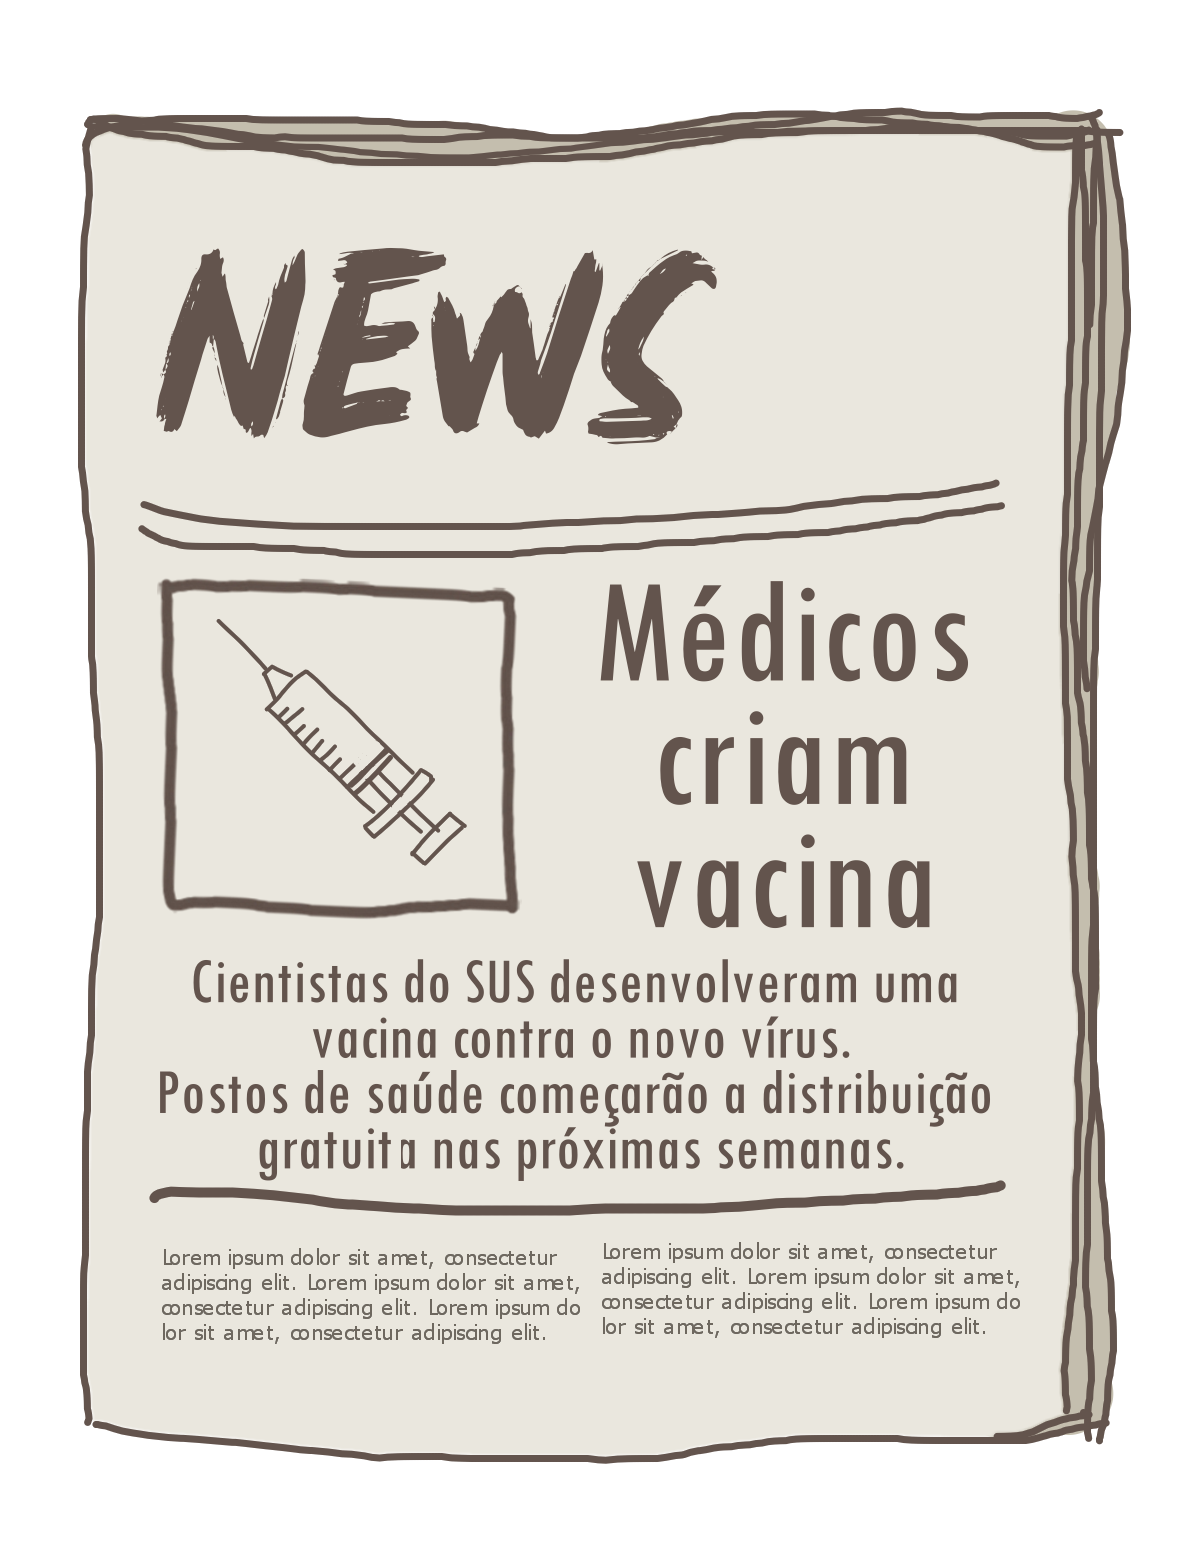 NEWS
Médicos
criam
vacina
Cientistas do SUS desenvolveram uma
vacina contra o novo vírus.
Postos de saúde começarão a distribuição
gratuita nas próximas semanas.
Lorem ipsum dolor sit amet, consectetur
adipiscing elit. Lorem ipsum dolor sit amet,
consectetur adipiscing elit. Lorem ipsum do
lor sit amet, consectetur adipiscing elit.
Lorem ipsum dolor sit amet, consectetur
adipiscing elit. Lorem ipsum dolor sit amet,
consectetur adipiscing elit. Lorem ipsum do
lor sit amet, consectetur adipiscing elit.